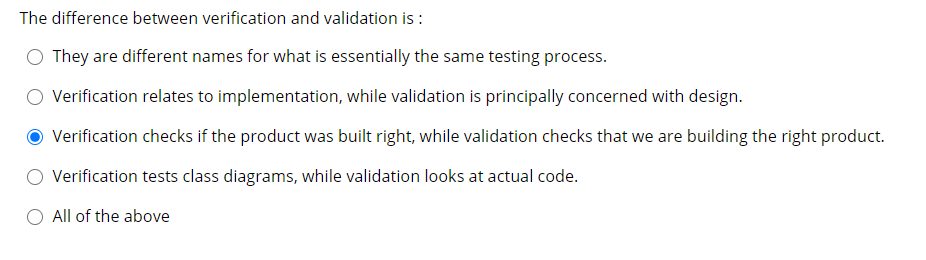 The difference between verification and validation is :
They are different names for what is essentially the same testing process.
Verification relates to implementation, while validation is principally concerned with design.
Verification checks if the product was built right, while validation checks that we are building the right product.
Verification tests class diagrams, while validation looks at actual code.
All of the above